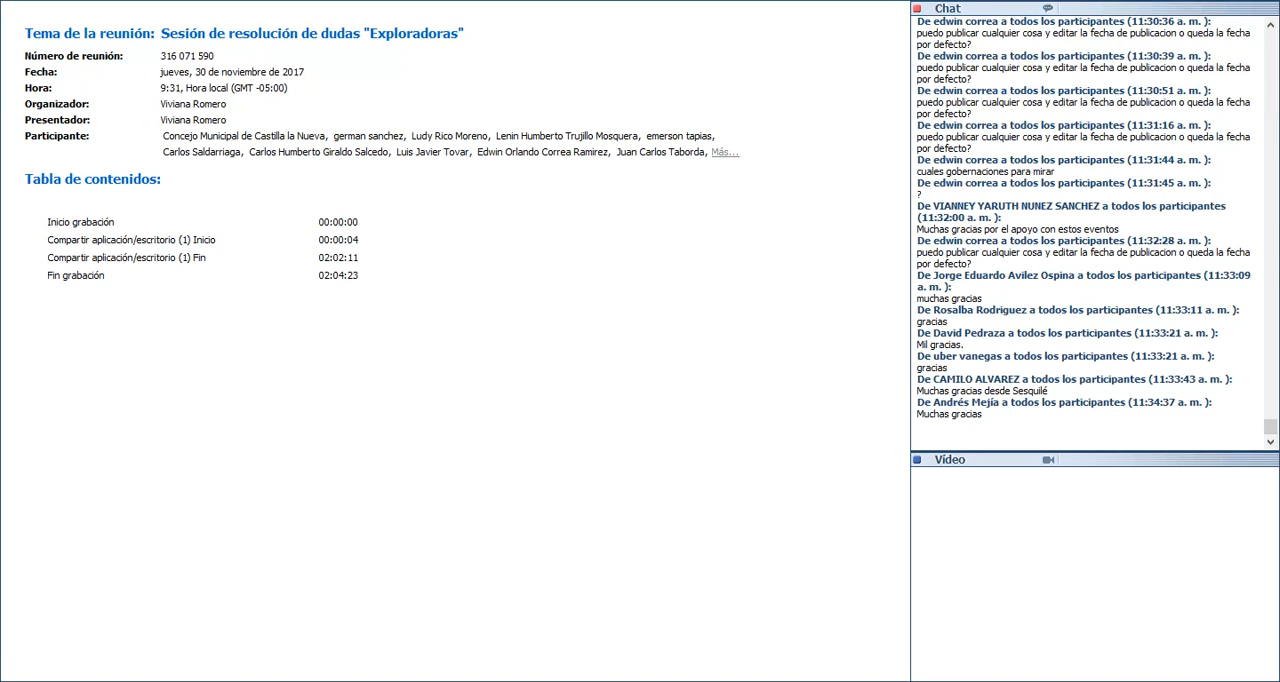 Tema de la reunión: Sesión de resolución de dudas "Exploradoras"
Número de reunión: 316 071 590
Fecha: jueves, 30 de noviembre de 2017
Hora: 9:31, Hora local (GMT -05:00)
Organizador: Viviana Romero
Presentador: Viviana Romero
Participante: Concejo Municipal de Castilla la Nueva, german sanchez, Ludy Rico Moreno, Lenin Humberto Trujillo Mosquera, emerson tapias,
Carlos Saldarriaga, Carlos Humberto Giraldo Salcedo, Luis Javier Tovar, Edwin Orlando Correa Ramirez, Juan Carlos Taborda, Más...
Tabla de contenidos:
Inicio grabación 00:00:00
Compartir aplicación/escritorio (1) Inicio 00:00:04
Compartir aplicación/escritorio (1) Fin 02:02:11
Fin grabación 02:04:23
Chat
De edwin correa a todos los participantes (11:30:36 a. m. ):
puedo publicar cualquier cosa y editar la fecha de publicacion o queda la fecha
por defecto?
De edwin correa a todos los participantes (11:30:39 a. m. ):
puedo publicar cualquier cosa y editar la fecha de publicacion o queda la fecha
por defecto?
De edwin correa a todos los participantes (11:30:51 a. m. ):
puedo publicar cualquier cosa y editar la fecha de publicacion o queda la fecha
por defecto?
De edwin correa a todos los participantes (11:31:16 a. m. ):
puedo publicar cualquier cosa y editar la fecha de publicacion o queda la fecha
por defecto?
De edwin correa a todos los participantes (11:31:44 a. m. ):
cuales gobernaciones para mirar
De edwin correa a todos los participantes (11:31:45 a. m. ):
?
De VIANNEY YARUTH NUNEZ SANCHEZ a todos los participantes
(11:32:00 a. m. ):
Muchas gracias por el apoyo con estos eventos
De edwin correa a todos los participantes (11:32:28 a. m. ):
puedo publicar cualquier cosa y editar la fecha de publicacion o queda la fecha
por defecto?
De Jorge Eduardo Avilez Ospina a todos los participantes (11:33:09
a. m. ):
muchas gracias
De Rosalba Rodriguez a todos los participantes (11:33:11 a. m. ):
gracias
De David Pedraza a todos los participantes (11:33:21 a. m. ):
Mil gracias.
De uber vanegas a todos los participantes (11:33:21 a. m. ):
gracias
De CAMILO ALVAREZ a todos los participantes (11:33:43 a. m. ):
Muchas gracias desde Sesquilé
De Andrés Mejía a todos los participantes (11:34:37 a. m. ):
Muchas gracias
Vídeo